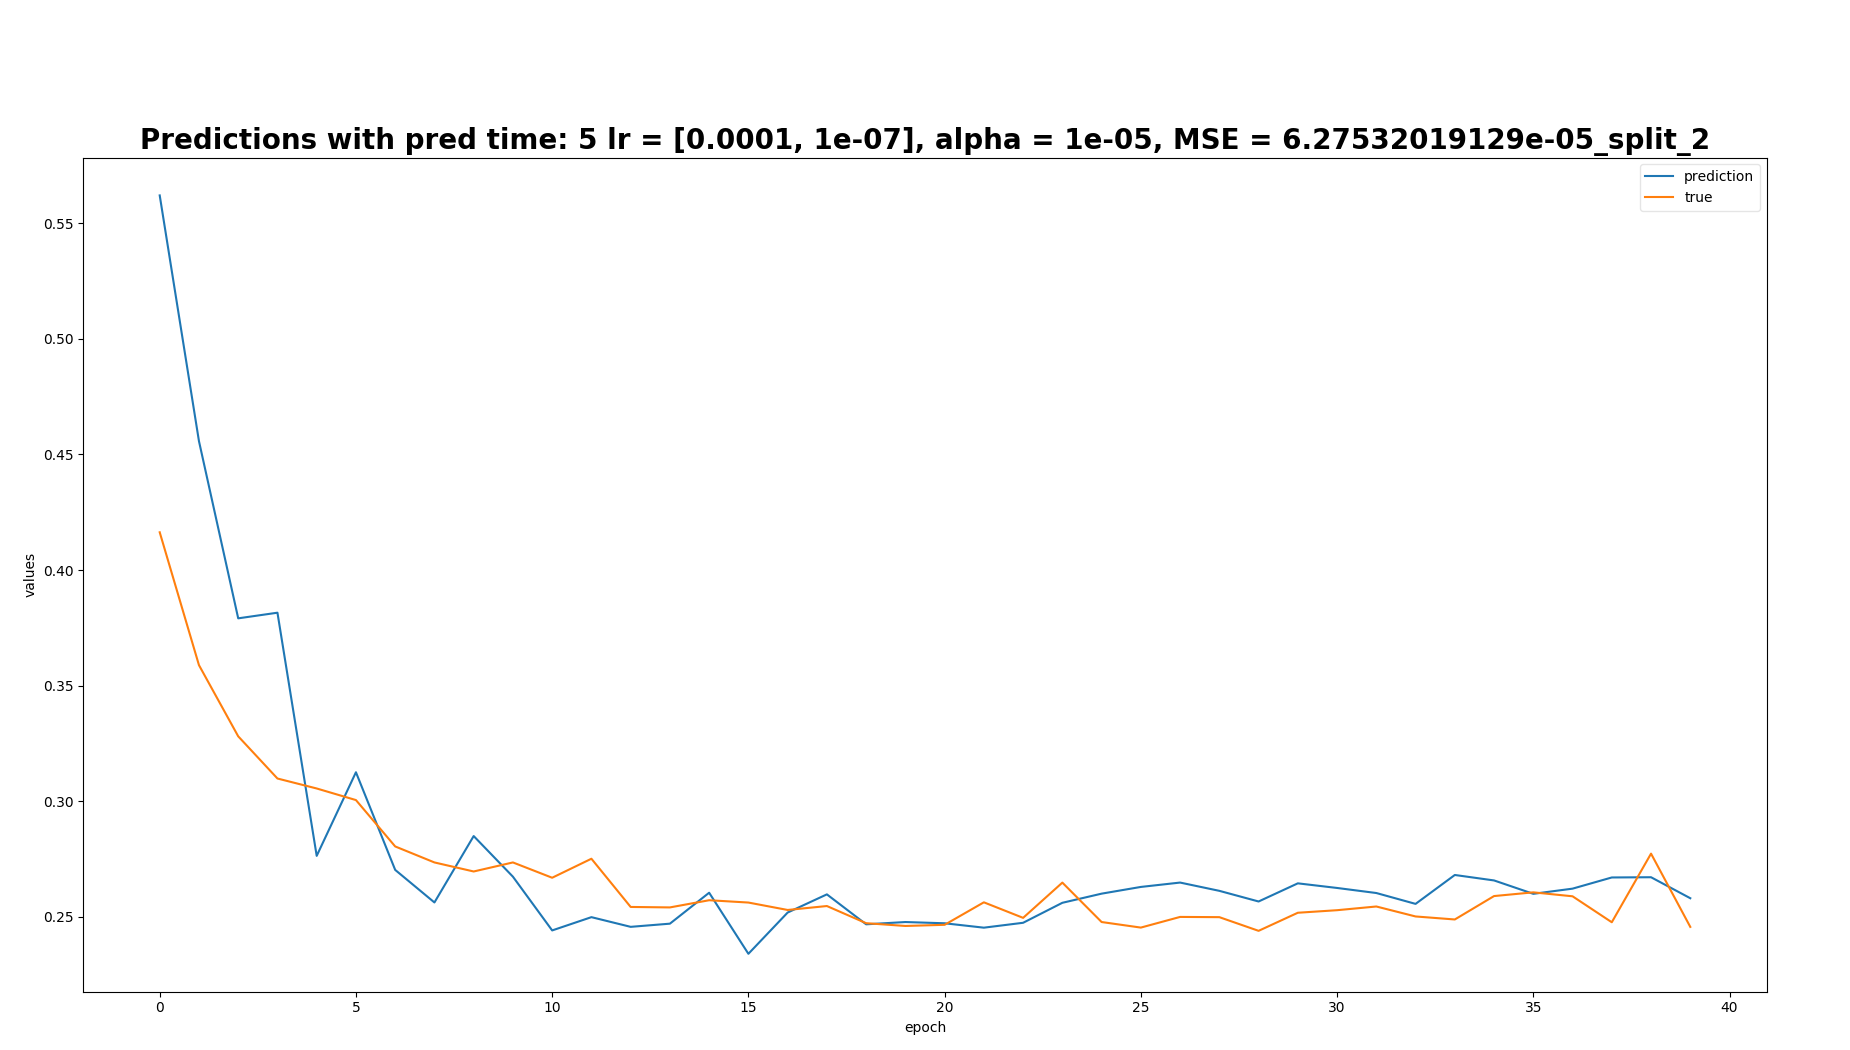 Predictions with pred time: 5 lr = [0.0001, 1e-07], alpha = 1e-05, MSE = 6.27532019129e-05_split_2
prediction
true
values
0.55
0.50
0.45
0.40
0.35
0.30
0.25
0 5 10 15 20 25 30 35 40
epoch